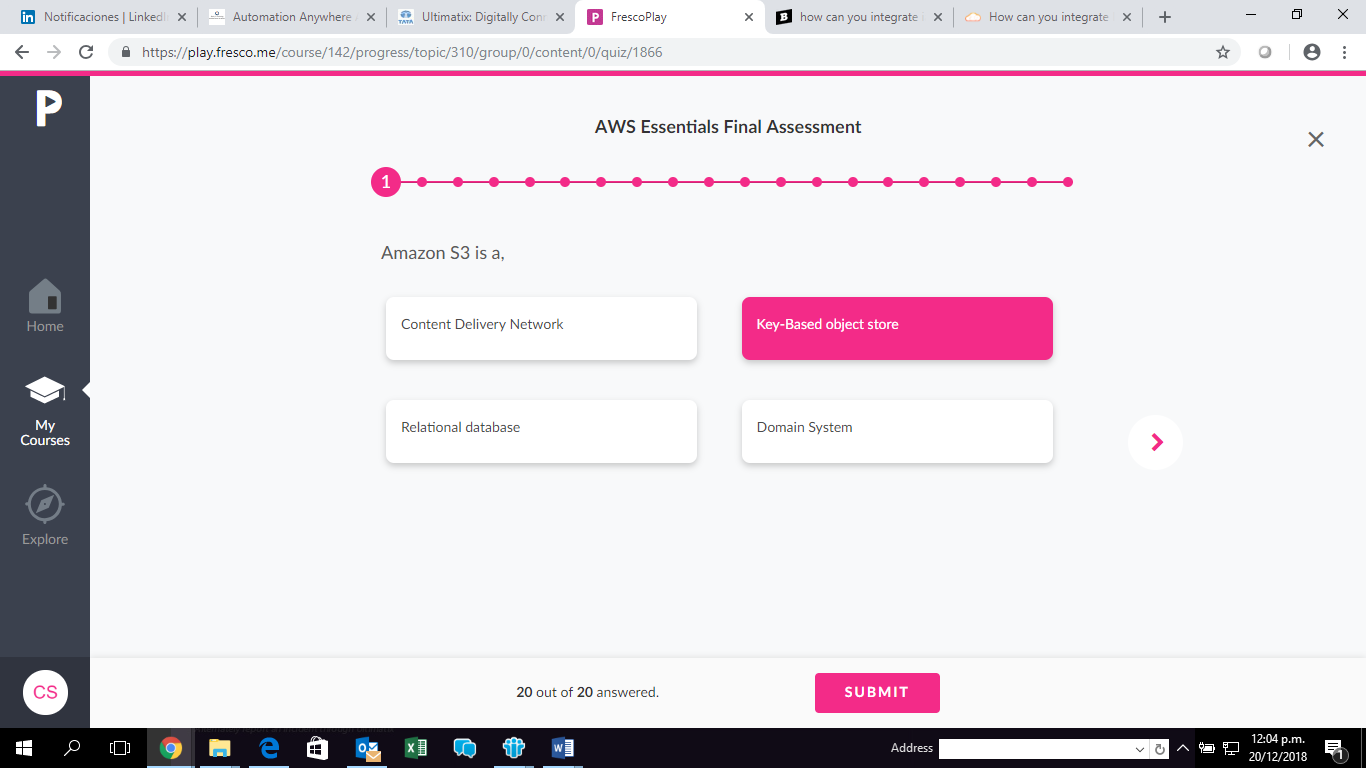 Notificaciones | LinkedI
Automation Anywhere
Ultimatix: Digitally Conn
FrescoPlay
how can you integrate
How can you integrate
https://play.fresco.me/course/142/progress/topic/310/group/0/content/0/quiz/1866
AWS Essentials Final Assessment
1
Amazon S3 is a,
Content Delivery Network
Key-Based object store
Relational database
Domain System
Home
My
Courses
Explore
CS
20 out of 20 answered.
SUBMIT
Address
12:04 p.m.
20/12/2018
1